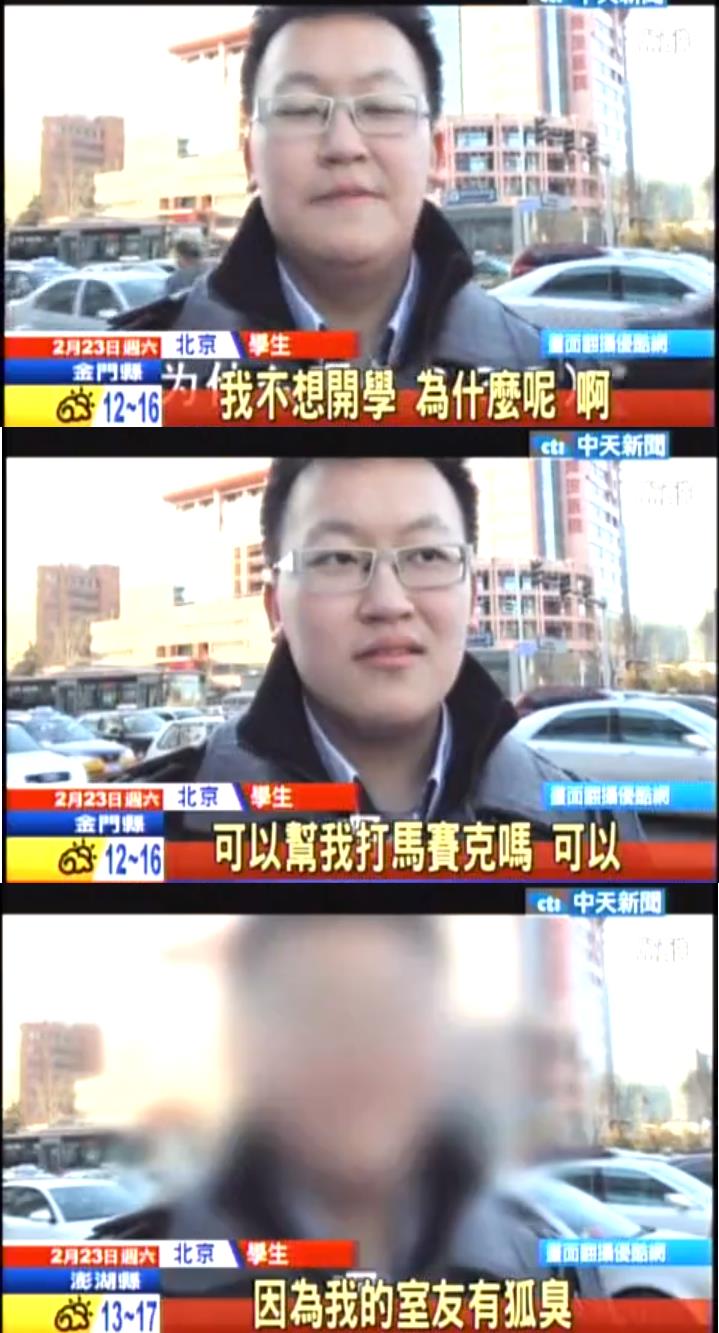 中天新聞
2月23日週六 北京 學生
畫面翻攝優酷網
金門縣
12~16
我不想開學 為什麼呢 啊
cti 中天新聞
2月23日週六 北京 學生
畫面翻攝優酷網
金門縣
12~16
可以幫我打馬賽克嗎 可以
cti 中天新聞
2月23日週六 北京 學生
畫面翻攝優酷網
澎湖縣
13~17
因為我的室友有狐臭